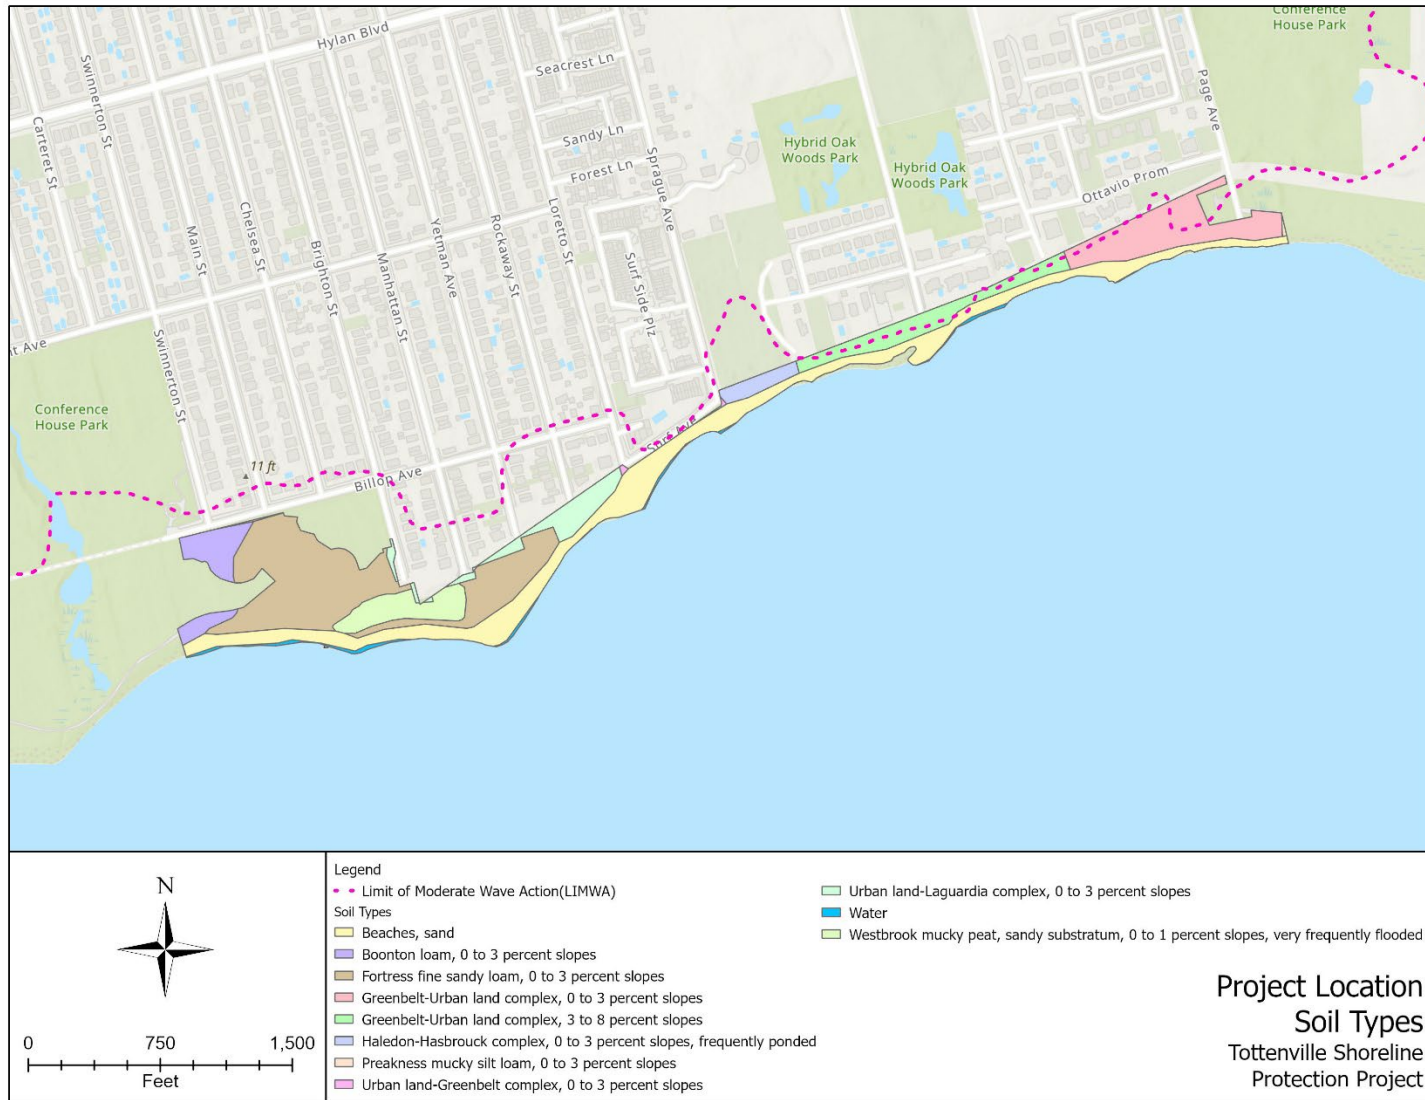 Conference
House Park
Hylan Blvd
Swinnerton St
Carteret St
Seacrest Ln
Sandy Ln
Forest Ln
Sprague Ave
Page Ave
Hybrid Oak
Woods Park
Hybrid Oak
Woods Park
Ottavio Prom
Main St
Chelsea St
Brighton St
Manhattan St
Yetman Ave
Rockaway St
Loretto St
Surf Side Plz
Swinnerton St
Ave
Conference
House Park
11 ft
Billop Ave
Surf Ave
N
0 750 1,500
Feet
Legend
Limit of Moderate Wave Action(LIMWA)
Soil Types
Beaches, sand
Boonton loam, 0 to 3 percent slopes
Fortress fine sandy loam, 0 to 3 percent slopes
Greenbelt-Urban land complex, 0 to 3 percent slopes
Greenbelt-Urban land complex, 3 to 8 percent slopes
Haledon-Hasbrouck complex, 0 to 3 percent slopes, frequently ponded
Preakness mucky silt loam, 0 to 3 percent slopes
Urban land-Greenbelt complex, 0 to 3 percent slopes
Urban land-Laguardia complex, 0 to 3 percent slopes
Water
Westbrook mucky peat, sandy substratum, 0 to 1 percent slopes, very frequently flooded
Project Location
Soil Types
Tottenville Shoreline
Protection Project